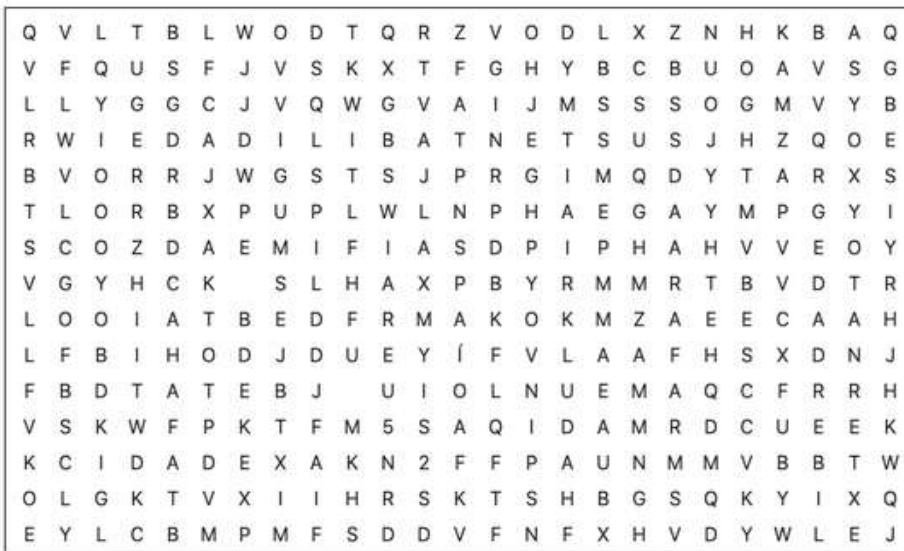 Q V L T B L W O D T Q R Z V O D L X Z N H K B A Q
V F Q U S F J V S K X T F G H Y B C B U O A V S G
L L Y G G C J V Q W G V A I J M S S S O G M V Y B
R W I E D A D I L I B A T N E T S U S J H Z Q O E
B V O R R J W G S T S J P R G I M Q D Y T A R X S
T L O R B X P U P L W L N P H A E G A Y M P G Y I
S C O Z D A E M I F I A S D P I P H A H V V E O Y
V G Y H C K S L H A X P B Y R M M R T B V D T R
L O O I A T B E D F R M A K O K M Z A E E C A A H
L F B I H O D J D U E Y Í F V L A A F H S X D N J
F B D T A T E B J U I O L N U E M A Q C F R R H
V S K W F P K T F M 5 S A Q I D A M R D C U E E K
K C I D A D E X A K N 2 F F P A U N M M V B B T W
O L G K T V X I I H R S K T S H B G S Q K Y I X Q
E Y L C B M P M F S D D V F N F X H V D Y W L E J